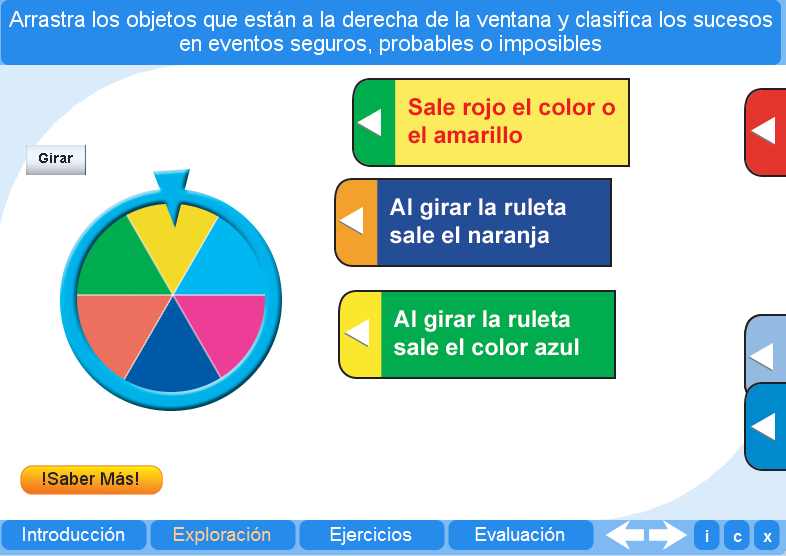 Arrastra los objetos que están a la derecha de la ventana y clasifica los sucesos
en eventos seguros, probables o imposibles
Sale rojo el color o
el amarillo
Girar
Al girar la ruleta
sale el naranja
Al girar la ruleta
sale el color azul
!Saber Más!
Introducción
Exploración
Ejercicios
Evaluación
i
c
x